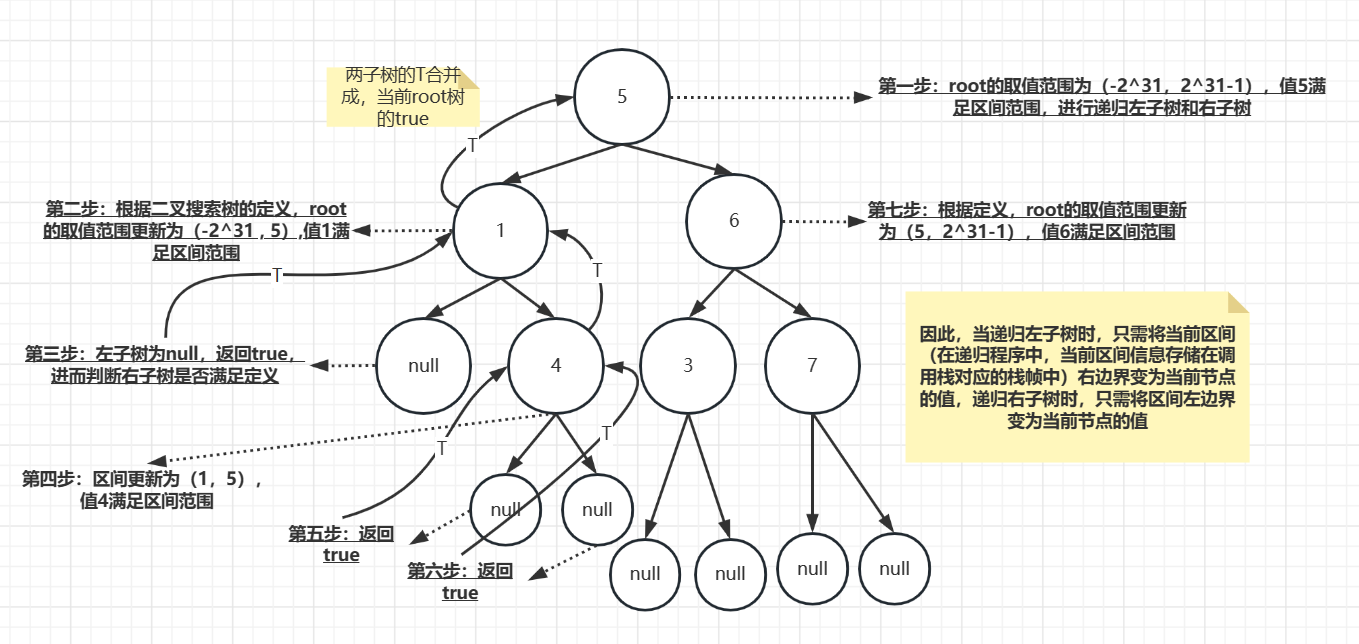 两子树的T合并
成，当前root树
的true
5
第一步：root的取值范围为（-2^31，2^31-1），值5满
足区间范围，进行递归左子树和右子树
T
第二步：根据二叉搜索树的定义，root
的取值范围更新为（-2^31 , 5）,值1满
足区间范围
1
6
第七步：根据定义，root的取值范围更新
为（5，2^31-1），值6满足区间范围
T
T
第三步：左子树为null，返回true，
进而判断右子树是否满足定义
null
4
3
7
因此，当递归左子树时，只需将当前区间
（在递归程序中，当前区间信息存储在调
用栈对应的栈帧中）右边界变为当前节点
的值，递归右子树时，只需将区间左边界
变为当前节点的值
T
T
第四步：区间更新为（1，5），
值4满足区间范围
null
null
第五步：返回
true
第六步：返回
true
null
null
null
null